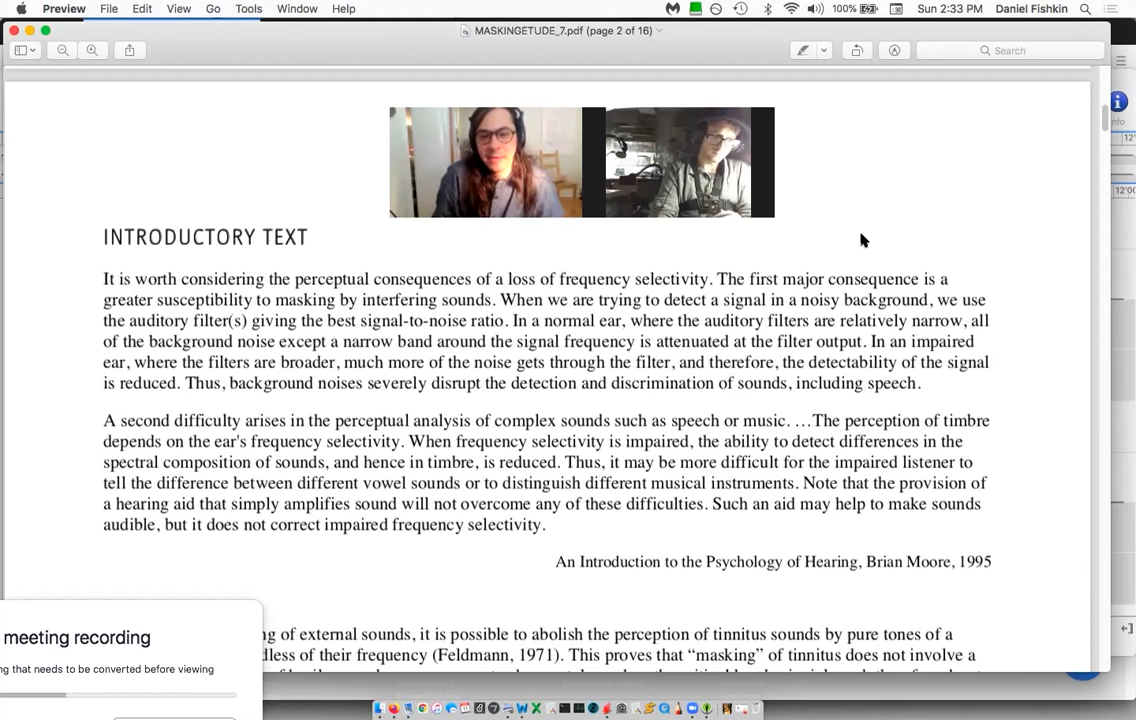 Preview File Edit View Go Tools Window Help 100% Sun 2:33 PM Daniel Fishkin
MASKINGETUDE_7.pdf (page 2 of 16)
Search
INTRODUCTORY TEXT
It is worth considering the perceptual consequences of a loss of frequency selectivity. The first major consequence is a
greater susceptibility to masking by interfering sounds. When we are trying to detect a signal in a noisy background, we use
the auditory filter(s) giving the best signal-to-noise ratio. In a normal ear, where the auditory filters are relatively narrow, all
of the background noise except a narrow band around the signal frequency is attenuated at the filter output. In an impaired
ear, where the filters are broader, much more of the noise gets through the filter, and therefore, the detectability of the signal
is reduced. Thus, background noises severely disrupt the detection and discrimination of sounds, including speech.
A second difficulty arises in the perceptual analysis of complex sounds such as speech or music. …The perception of timbre
depends on the ear's frequency selectivity. When frequency selectivity is impaired, the ability to detect differences in the
spectral composition of sounds, and hence in timbre, is reduced. Thus, it may be more difficult for the impaired listener to
tell the difference between different vowel sounds or to distinguish different musical instruments. Note that the provision of
a hearing aid that simply amplifies sound will not overcome any of these difficulties. Such an aid may help to make sounds
audible, but it does not correct impaired frequency selectivity.
An Introduction to the Psychology of Hearing, Brian Moore, 1995
ng of external sounds, it is possible to abolish the perception of tinnitus sounds by pure tones of a
dless of their frequency (Feldmann, 1971). This proves that “masking” of tinnitus does not involve a
meeting recording
ng that needs to be converted before viewing
12'00